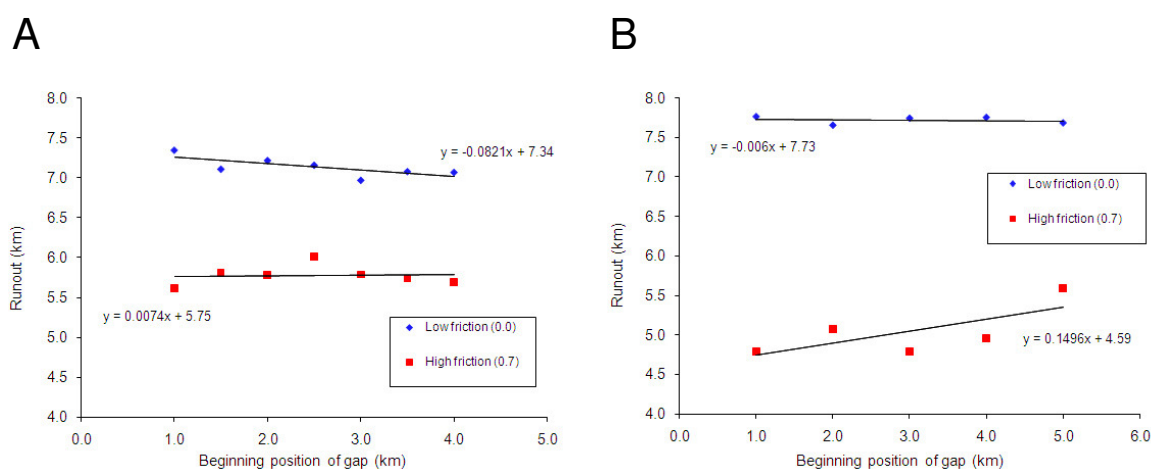 A
8.0
7.5
7.0
6.5
6.0
5.5
5.0
4.5
4.0
Runout (km)
y = -0.0821x + 7.34
y = 0.0074x + 5.75
Low friction (0.0)
High friction (0.7)
0.0 1.0 2.0 3.0 4.0 5.0
Beginning position of gap (km)
B
8.0
7.5
7.0
6.5
6.0
5.5
5.0
4.5
4.0
Runout (km)
y = -0.006x + 7.73
Low friction (0.0)
High friction (0.7)
y = 0.1496x + 4.59
0.0 1.0 2.0 3.0 4.0 5.0 6.0
Beginning position of gap (km)